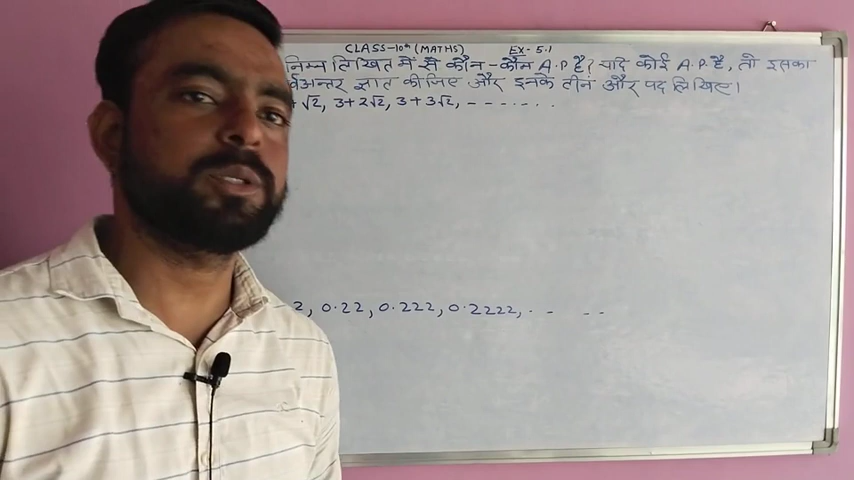 CLASS-10th (MATHS) EX-5.1
निम्न लिखित में से कौन-कौन A.P है? यदि कोई A.P. है, तो इसका
र्वअन्तर ज्ञात कीजिए और इनके तीन और पद लिखिए।
+ √2, 3+2√2, 3+3√2, - - - - . . .
2, 0.22, 0.222, 0.2222, . - - -